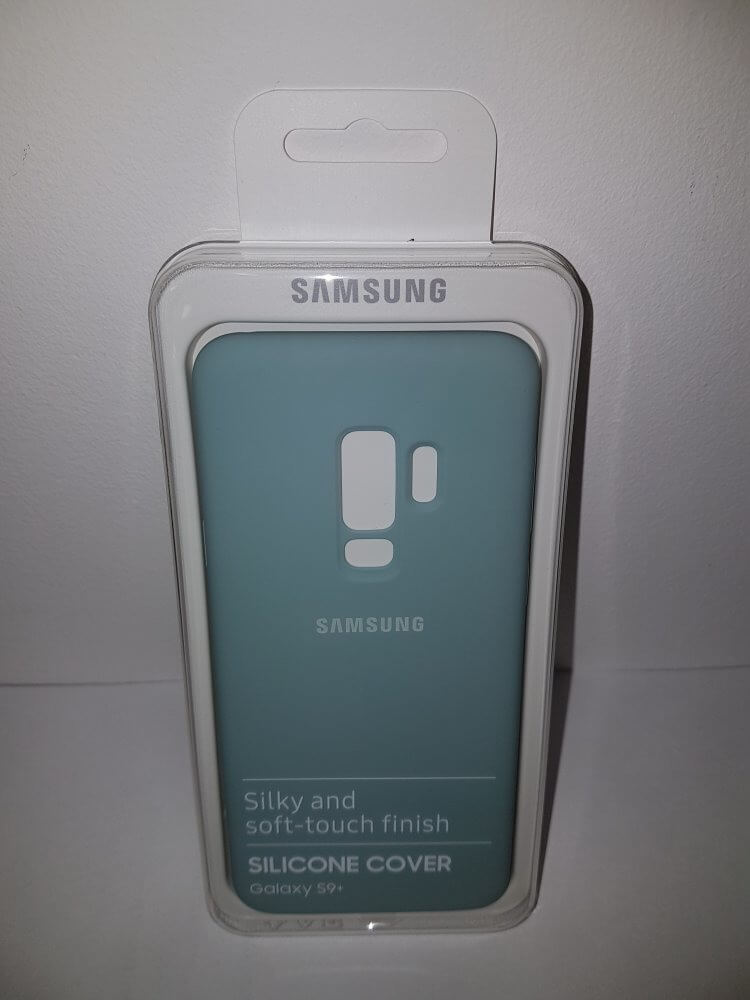 SAMSUNG
SAMSUNG
Silky and
soft-touch finish
SILICONE COVER
Galaxy S9+